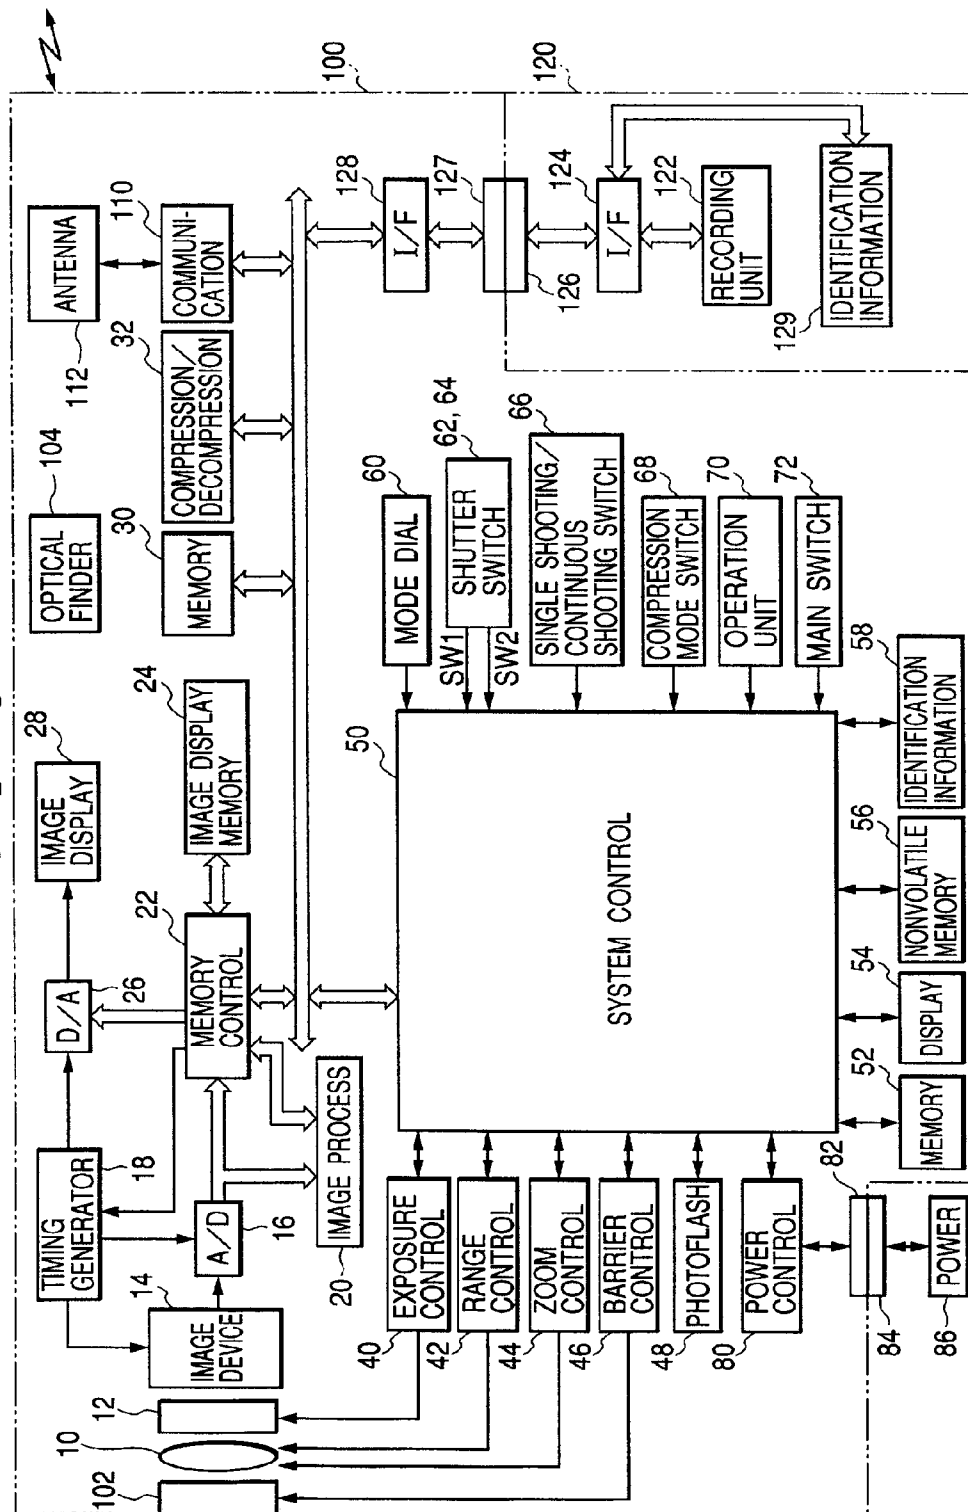 100
120
ANTENNA
112
110
COMMUNI-
CATION
32
COMPRESSION/
DECOMPRESSION
104
OPTICAL
FINDER
30
MEMORY
128
I/F
127
126
124
I/F
122
RECORDING
UNIT
129
IDENTIFICATION
INFORMATION
28
IMAGE
DISPLAY
24
IMAGE DISPLAY
MEMORY
22
MEMORY
CONTROL
D/A
26
TIMING
GENERATOR
18
A/D
16
14
IMAGE
DEVICE
IMAGE PROCESS
20
12
10
102
60
MODE DIAL
62, 64
SHUTTER
SWITCH
SW1
SW2
66
SINGLE SHOOTING/
CONTINUOUS
SHOOTING SWITCH
68
COMPRESSION
MODE SWITCH
70
OPERATION
UNIT
72
MAIN SWITCH
50
SYSTEM CONTROL
EXPOSURE
CONTROL
40
RANGE
CONTROL
42
ZOOM
CONTROL
44
BARRIER
CONTROL
46
PHOTOFLASH
48
POWER
CONTROL
80
82
84
POWER
86
52
MEMORY
54
DISPLAY
56
NONVOLATILE
MEMORY
58
IDENTIFICATION
INFORMATION